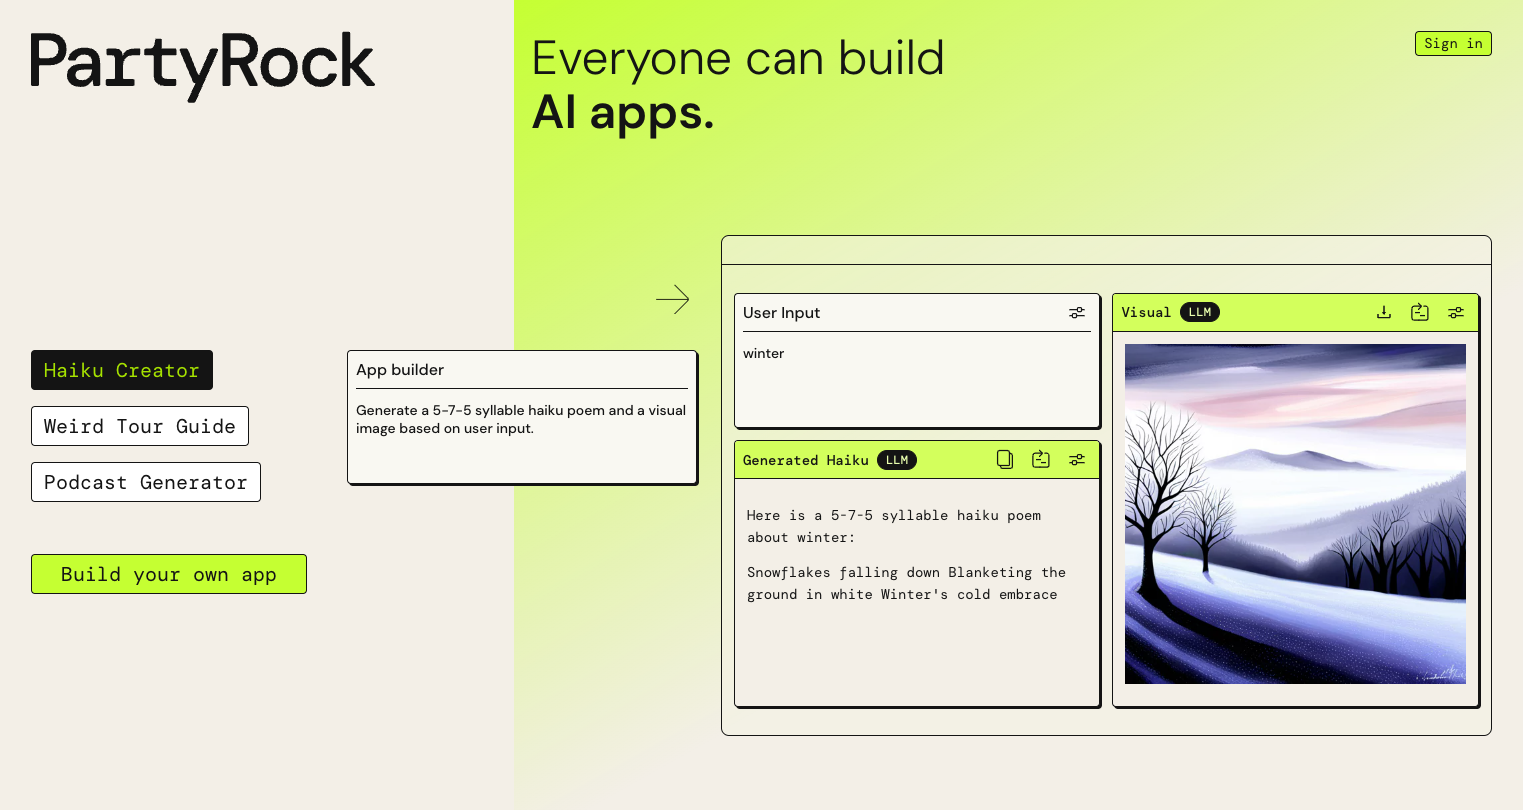 PartyRock
Everyone can build
AI apps.
Sign in
Haiku Creator
Weird Tour Guide
Podcast Generator
Build your own app
App builder
Generate a 5-7-5 syllable haiku poem and a visual
image based on user input.
User Input
winter
Generated Haiku LLM
Here is a 5-7-5 syllable haiku poem
about winter:
Snowflakes falling down Blanketing the
ground in white Winter's cold embrace
Visual LLM